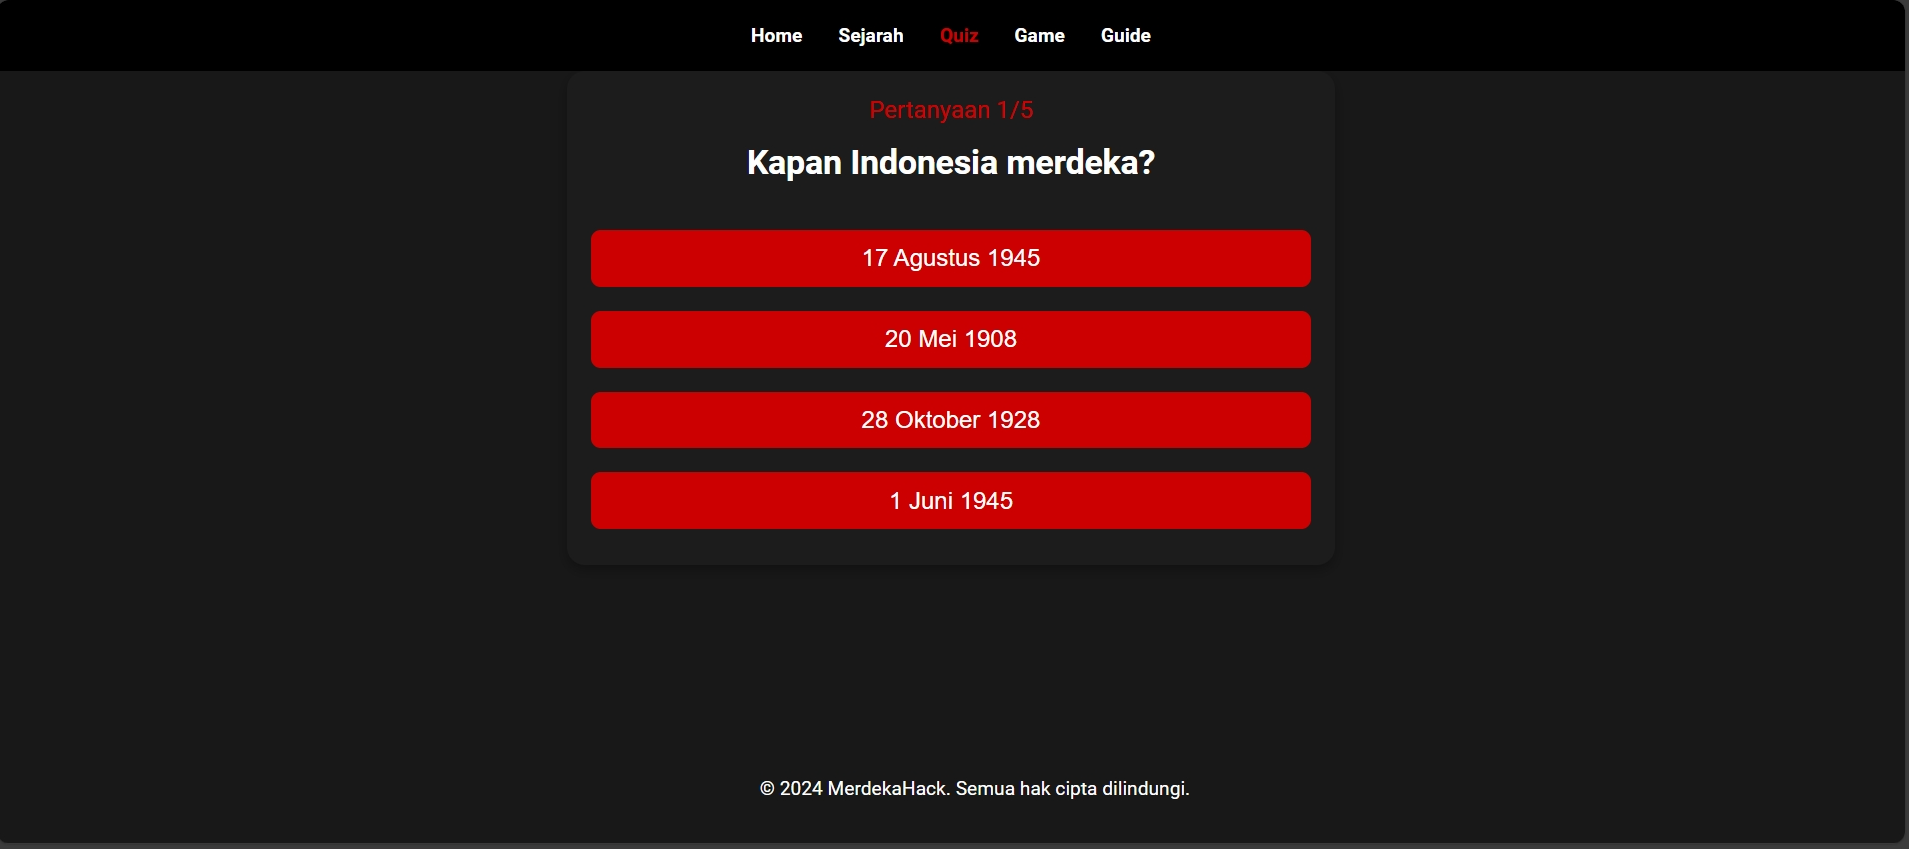 Home Sejarah Quiz Game Guide
Pertanyaan 1/5
Kapan Indonesia merdeka?
17 Agustus 1945
20 Mei 1908
28 Oktober 1928
1 Juni 1945
© 2024 MerdekaHack. Semua hak cipta dilindungi.